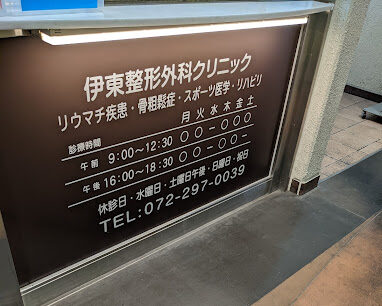 伊東整形外科クリニック
リウマチ疾患・骨粗鬆症・スポーツ医学・リハビリ
診療時間 月 火 水 木 金 土
午前 9:00〜12:30 ○ ○ － ○ ○ ○
午後 16:00〜18:30 ○ ○ － ○ ○ －
休診日・水曜日・土曜日午後・日曜日・祝日
TEL:072-297-0039